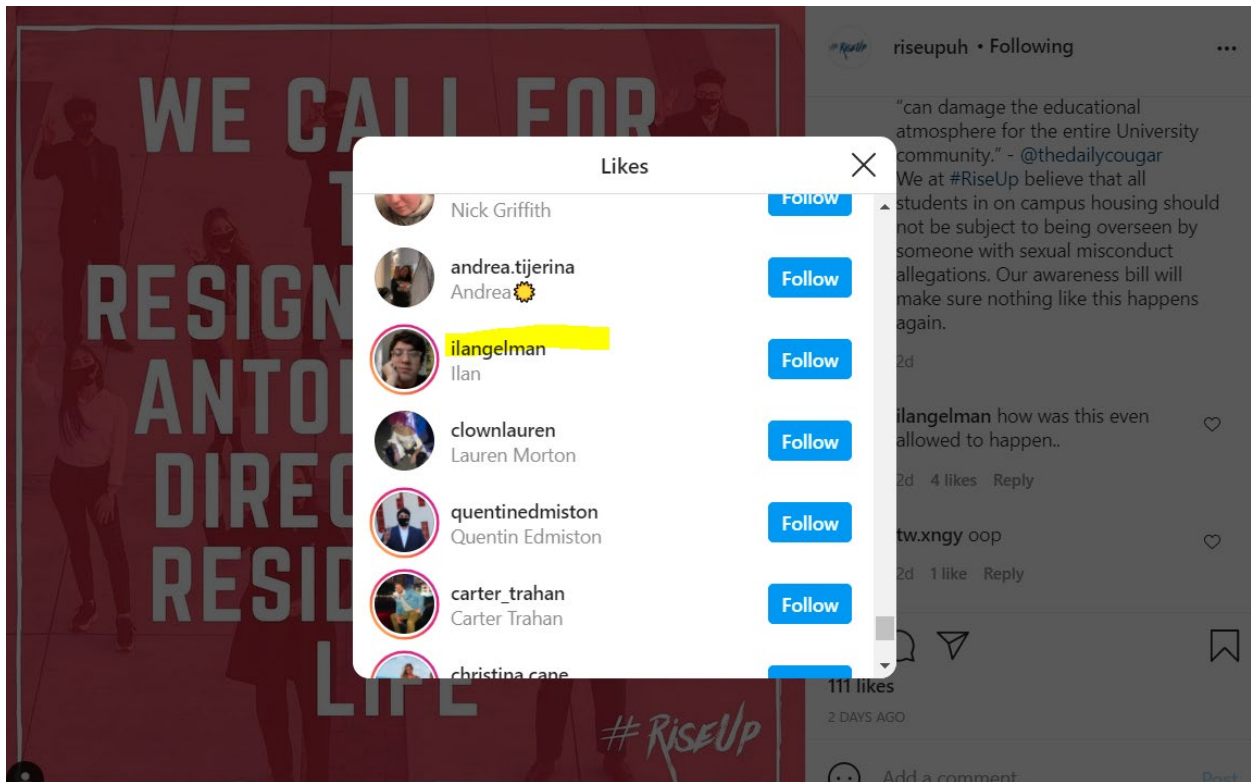 WE CALL FOR
T
RESIGN
ANTO
DIREC
RESID
LIFE
# RISEUP
Likes
Nick Griffith
Follow
andrea.tijerina
Andrea
Follow
ilangelman
Ilan
Follow
clownlauren
Lauren Morton
Follow
quentinedmiston
Quentin Edmiston
Follow
carter_trahan
Carter Trahan
Follow
christina.cane
# RiseUp
riseupuh • Following
"can damage the educational
atmosphere for the entire University
community." - @thedailycougar
We at #RiseUp believe that all
students in on campus housing should
not be subject to being overseen by
someone with sexual misconduct
allegations. Our awareness bill will
make sure nothing like this happens
again.
2d
ilangelman how was this even
allowed to happen..
2d 4 likes Reply
tw.xngy oop
2d 1 like Reply
111 likes
2 DAYS AGO
Add a comment
Post